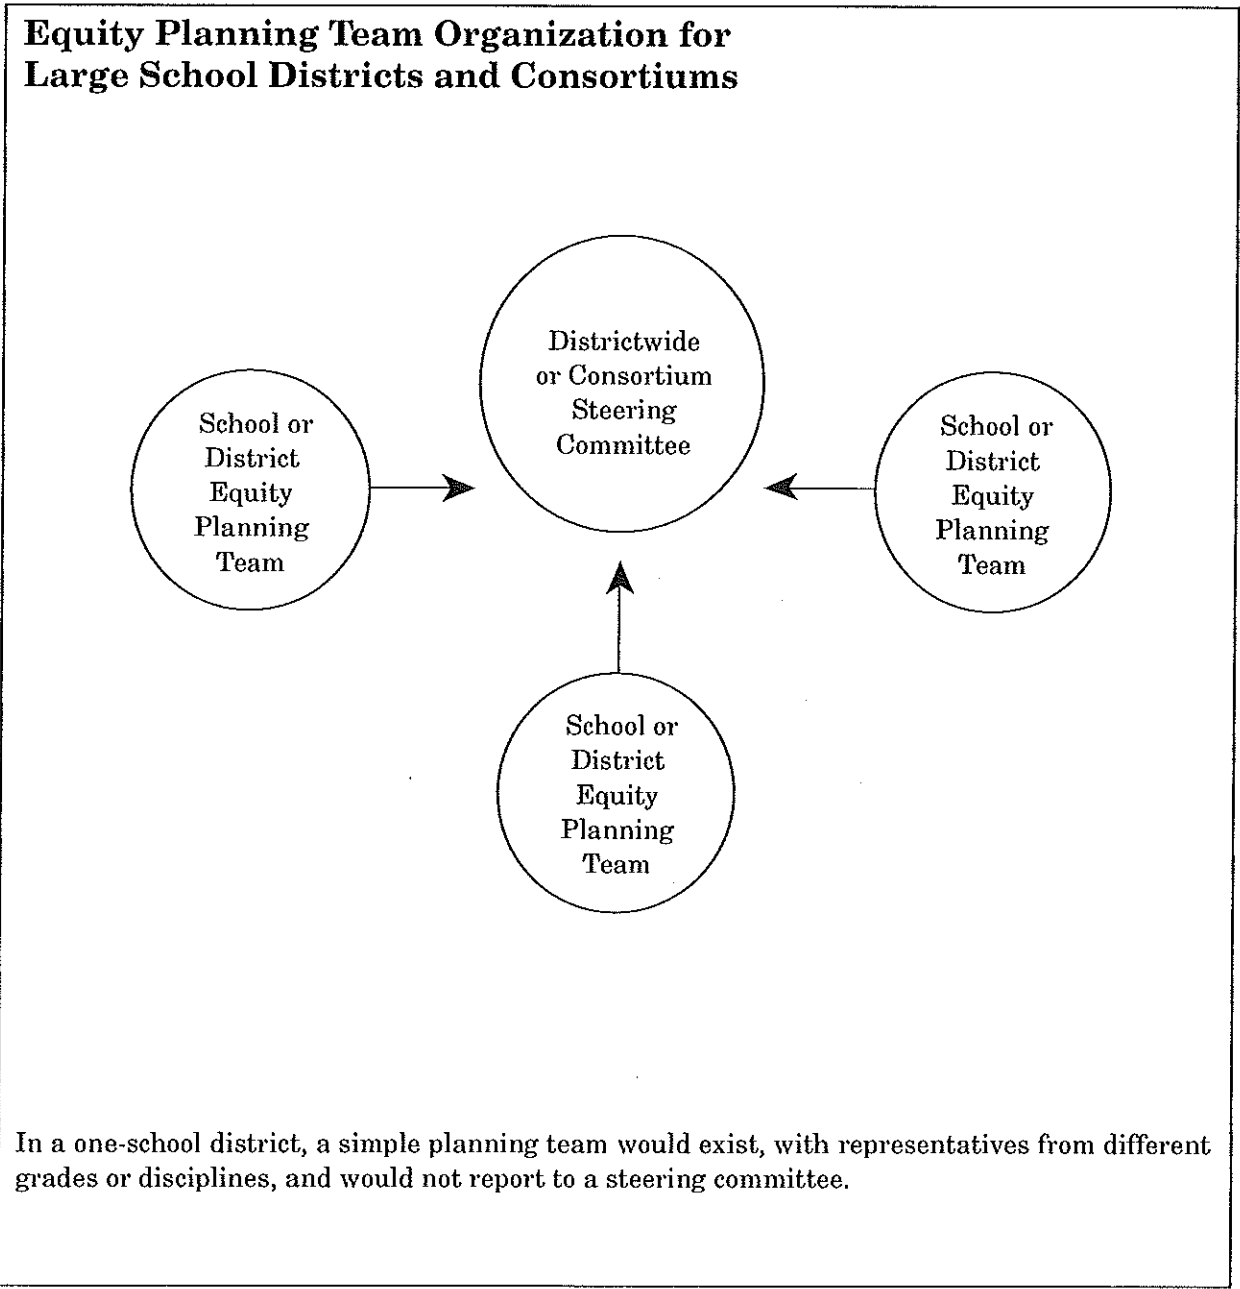 Equity Planning Team Organization for
Large School Districts and Consortiums
Districtwide
or Consortium
Steering
Committee
School or
District
Equity
Planning
Team
School or
District
Equity
Planning
Team
School or
District
Equity
Planning
Team
In a one-school district, a simple planning team would exist, with representatives from different
grades or disciplines, and would not report to a steering committee.